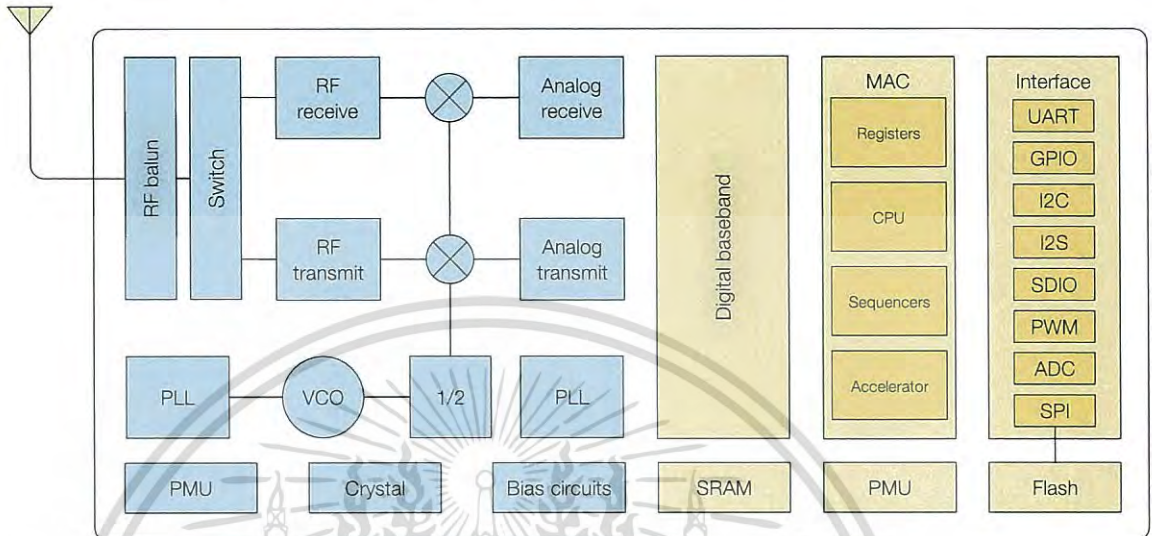 RF balun
Switch
RF
receive
Analog
receive
RF
transmit
Analog
transmit
PLL
VCO
1/2
PLL
PMU
Crystal
Bias circuits
Digital baseband
SRAM
MAC
Registers
CPU
Sequencers
Accelerator
PMU
Interface
UART
GPIO
I2C
I2S
SDIO
PWM
ADC
SPI
Flash